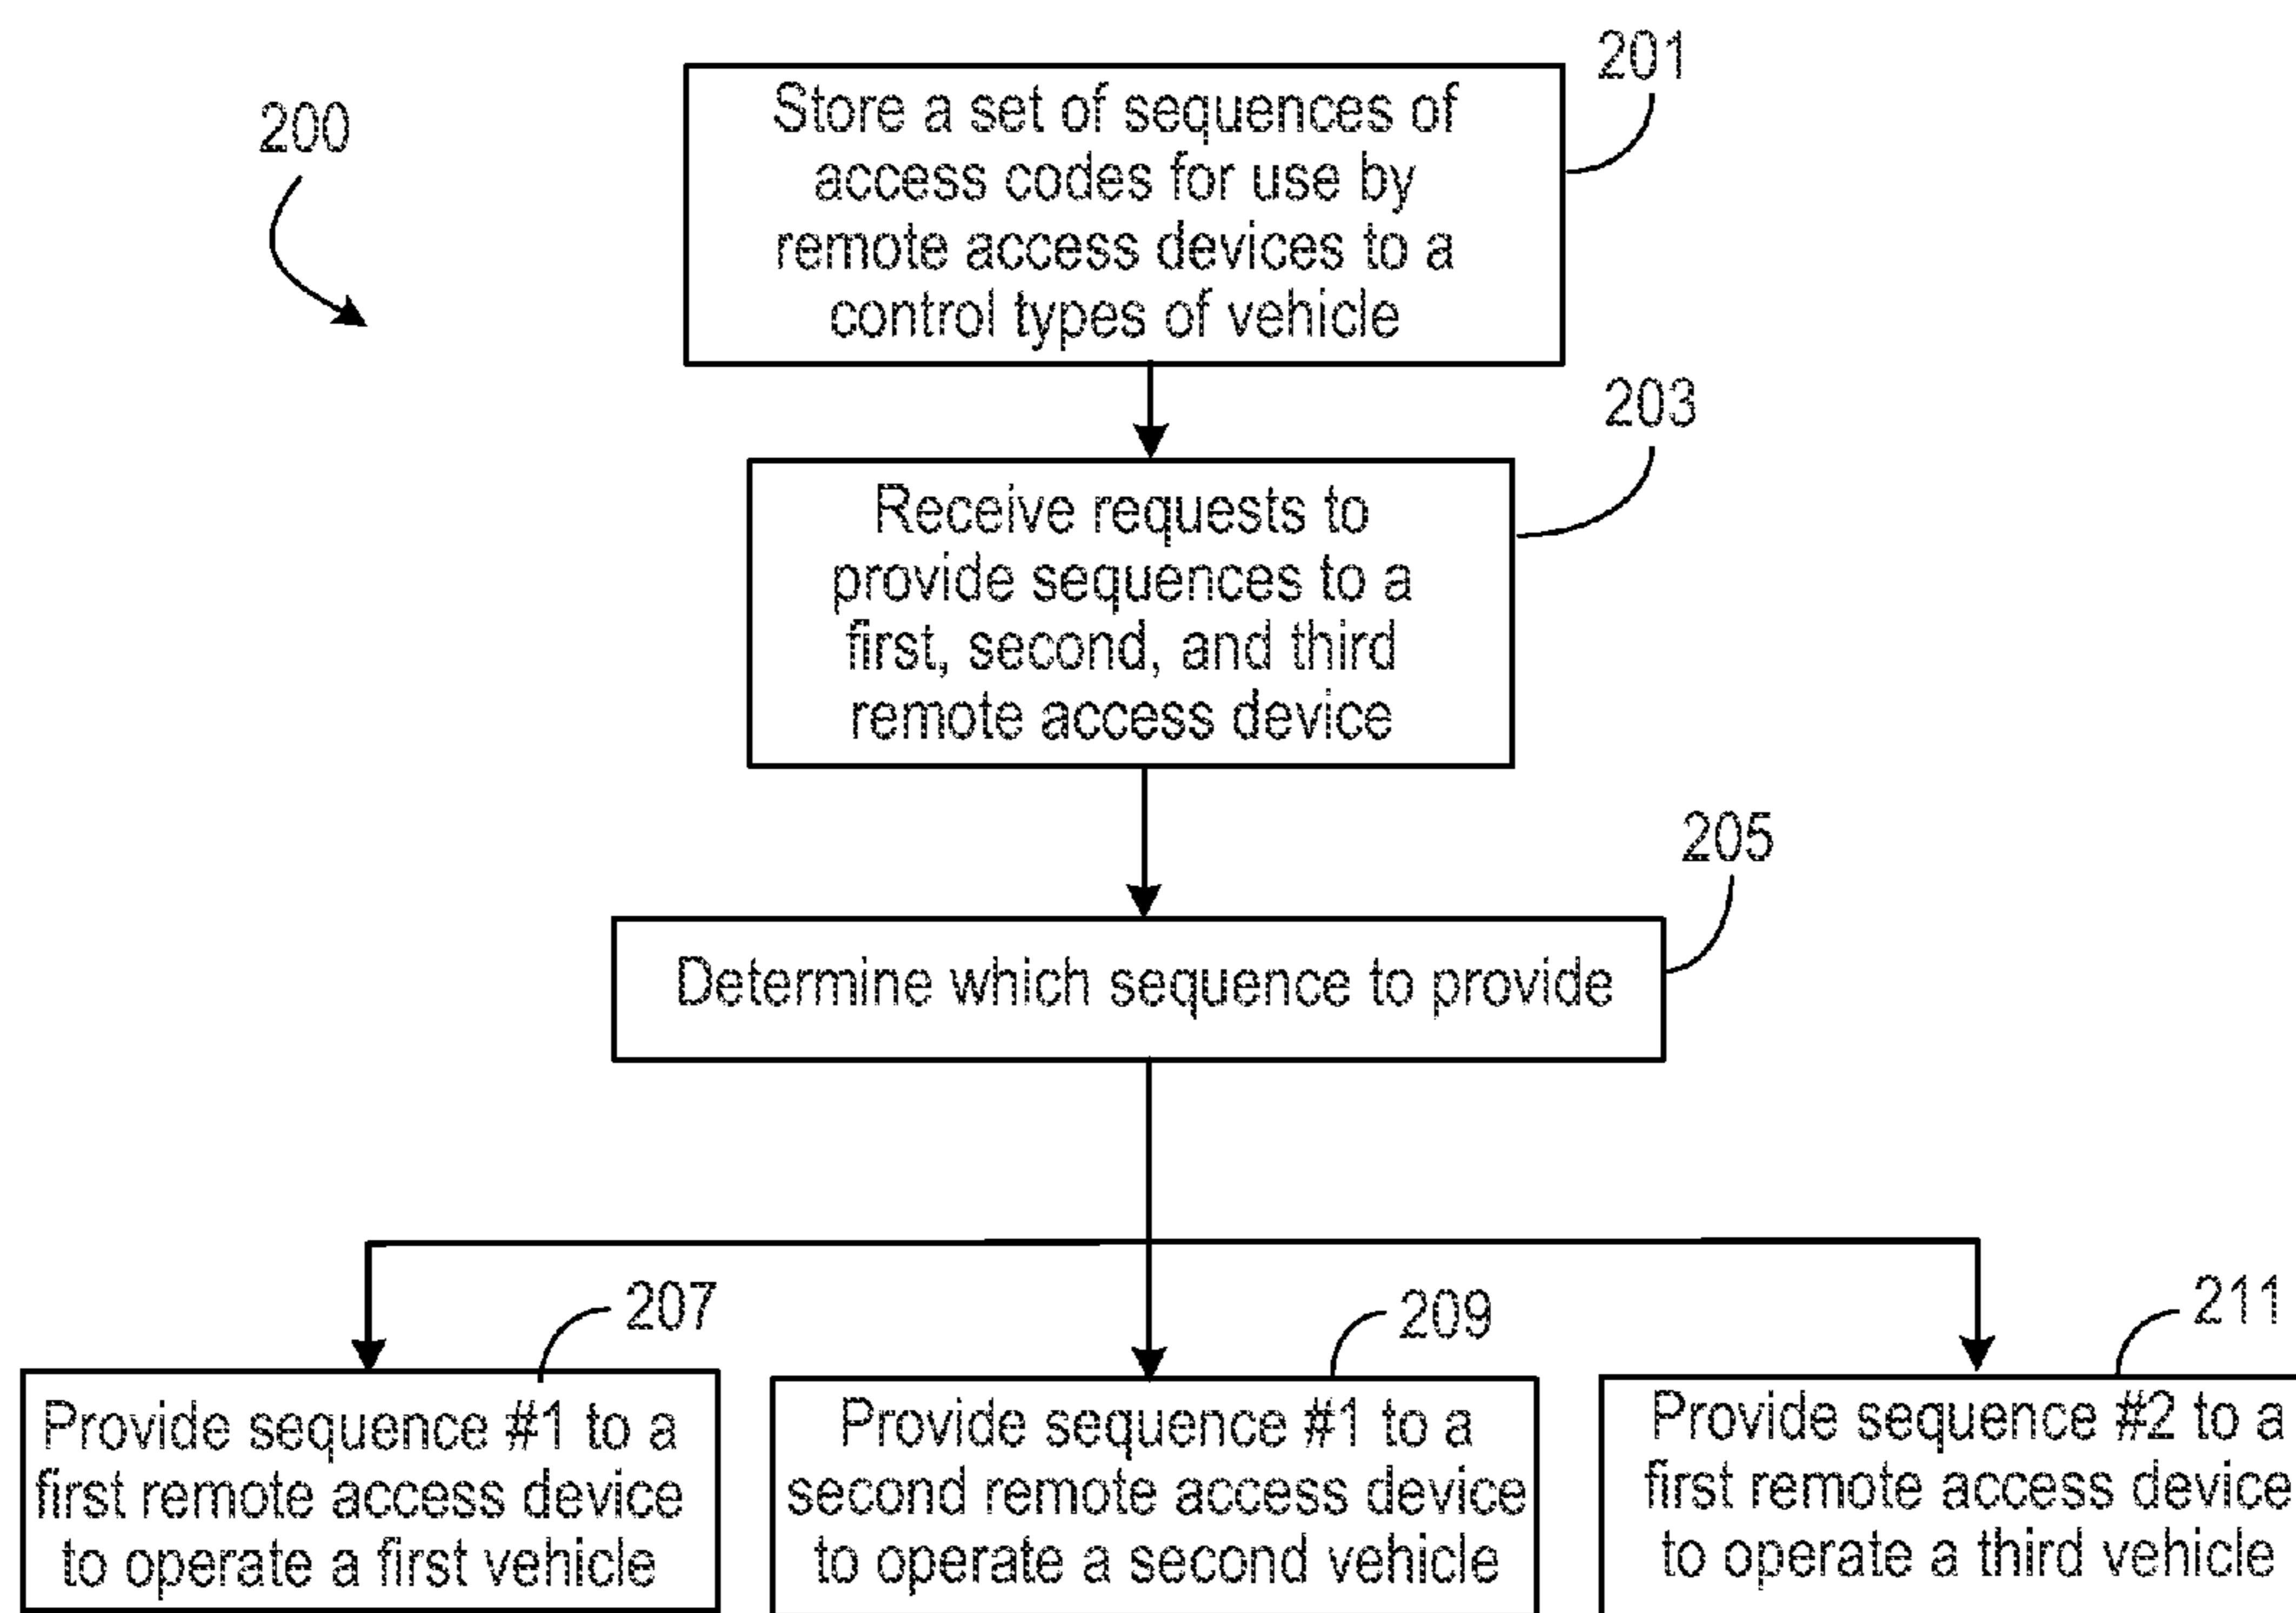 200
201
Store a set of sequences of
access codes for use by
remote access devices to a
control types of vehicle
203
Receive requests to
provide sequences to a
first, second, and third
remote access device
205
Determine which sequence to provide
207
Provide sequence #1 to a
first remote access device
to operate a first vehicle
209
Provide sequence #1 to a
second remote access device
to operate a second vehicle
211
Provide sequence #2 to a
first remote access device
to operate a third vehicle